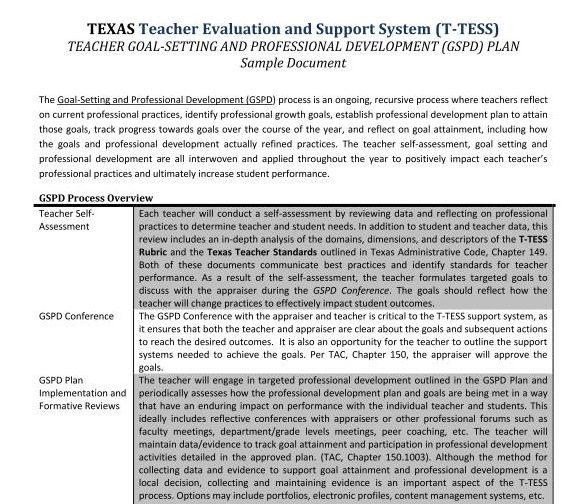 TEXAS Teacher Evaluation and Support System (T-TESS)
TEACHER GOAL-SETTING AND PROFESSIONAL DEVELOPMENT (GSPD) PLAN
Sample Document
The Goal-Setting and Professional Development (GSPD) process is an ongoing, recursive process where teachers reflect
on current professional practices, identify professional growth goals, establish professional development plan to attain
those goals, track progress towards goals over the course of the year, and reflect on goal attainment, including how
the goals and professional development actually refined practices. The teacher self-assessment, goal setting and
professional development are all interwoven and applied throughout the year to positively impact each teacher's
professional practices and ultimately increase student performance.
GSPD Process Overview
Teacher Self-
Assessment
Each teacher will conduct a self-assessment by reviewing data and reflecting on professional
practices to determine teacher and student needs. In addition to student and teacher data, this
review includes an in-depth analysis of the domains, dimensions, and descriptors of the T-TESS
Rubric and the Texas Teacher Standards outlined in Texas Administrative Code, Chapter 149.
Both of these documents communicate best practices and identify standards for teacher
performance. As a result of the self-assessment, the teacher formulates targeted goals to
discuss with the appraiser during the GSPD Conference. The goals should reflect how the
teacher will change practices to effectively impact student outcomes.
GSPD Conference
The GSPD Conference with the appraiser and teacher is critical to the T-TESS support system, as
it ensures that both the teacher and appraiser are clear about the goals and subsequent actions
to reach the desired outcomes. It is also an opportunity for the teacher to outline the support
systems needed to achieve the goals. Per TAC, Chapter 150, the appraiser will approve the
goals.
GSPD Plan
Implementation and
Formative Reviews
The teacher will engage in targeted professional development outlined in the GSPD Plan and
periodically assesses how the professional development plan and goals are being met in a way
that have an enduring impact on performance with the individual teacher and students. This
ideally includes reflective conferences with appraisers or other professional forums such as
faculty meetings, department/grade levels meetings, peer coaching, etc. The teacher will
maintain data/evidence to track goal attainment and participation in professional development
activities detailed in the approved plan. (TAC, Chapter 150.1003). Although the method for
collecting data and evidence to support goal attainment and professional development is a
local decision, collecting and maintaining evidence is an important aspect of the T-TESS
process. Options may include portfolios, electronic profiles, content management systems, etc.